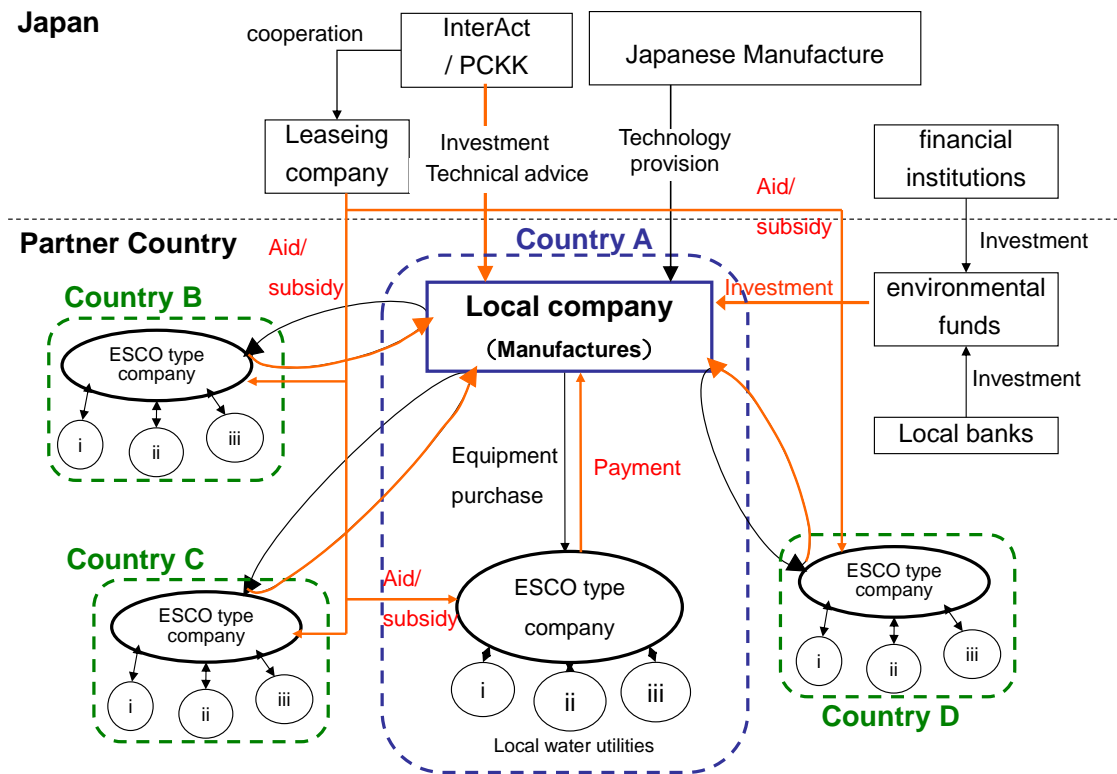 Japan
cooperation
InterAct
/ PCKK
Japanese Manufacture
Leaseing
company
Investment
Technical advice
Technology
provision
financial
institutions
Aid/
subsidy
Partner Country
Aid/
subsidy
Country A
Investment
Country B
Local company
（Manufactures）
Investment
environmental
funds
ESCO type
company
i
ii
iii
Investment
Local banks
Equipment
purchase
Payment
Country C
ESCO type
company
i
ii
iii
Aid/
subsidy
ESCO type
company
i
ii
iii
Local water utilities
ESCO type
company
i
ii
iii
Country D